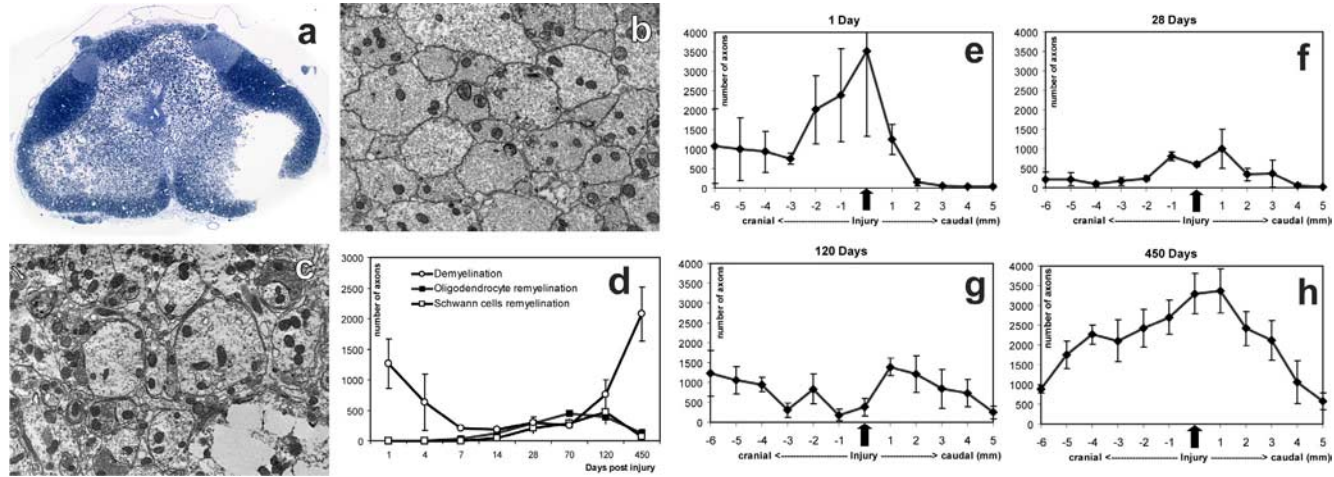 a
b
c
d
3000
2500
2000
1500
1000
500
0
number of axons
Demyelination
Oligodendrocyte remyelination
Schwann cells remyelination
1 4 7 14 28 70 120 450
Days post injury
1 Day
e
4000
3500
3000
2500
2000
1500
1000
500
0
number of axons
-6 -5 -4 -3 -2 -1 1 2 3 4 5
cranial <---------------------- Injury ----------------------> caudal (mm)
28 Days
f
4000
3500
3000
2500
2000
1500
1000
500
0
number of axons
-6 -5 -4 -3 -2 -1 1 2 3 4 5
cranial <---------------------- Injury ----------------------> caudal (mm)
120 Days
g
4000
3500
3000
2500
2000
1500
1000
500
0
number of axons
-6 -5 -4 -3 -2 -1 1 2 3 4 5
cranial <---------------------- Injury ----------------------> caudal (mm)
450 Days
h
4000
3500
3000
2500
2000
1500
1000
500
0
number of axons
-6 -5 -4 -3 -2 -1 1 2 3 4 5
cranial <---------------------- Injury ----------------------> caudal (mm)